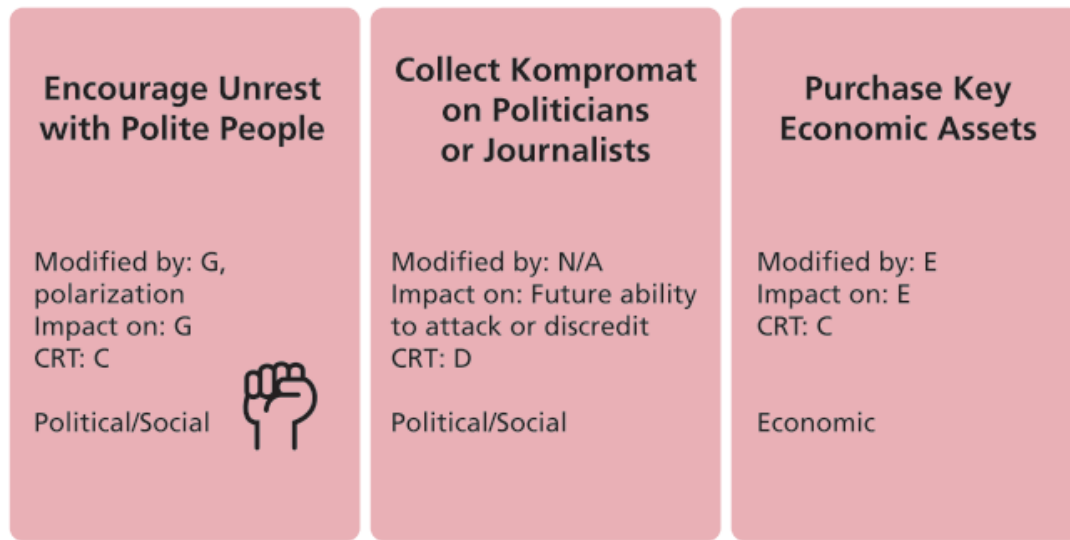 Encourage Unrest
with Polite People
Modified by: G,
polarization
Impact on: G
CRT: C
Political/Social
Collect Kompromat
on Politicians
or Journalists
Modified by: N/A
Impact on: Future ability
to attack or discredit
CRT: D
Political/Social
Purchase Key
Economic Assets
Modified by: E
Impact on: E
CRT: C
Economic